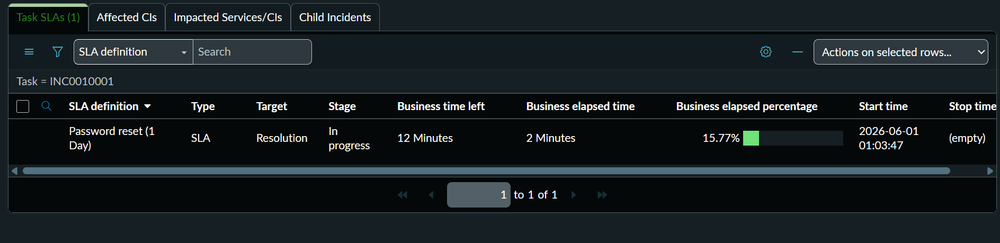 Task SLAs (1) Affected CIs Impacted Services/CIs Child Incidents
SLA definition Search Actions on selected rows...
Task = INC0010001
SLA definition Type Target Stage Business time left Business elapsed time Business elapsed percentage Start time Stop time
Password reset (1
Day) SLA Resolution In
progress 12 Minutes 2 Minutes 15.77% 2026-06-01
01:03:47 (empty)
1 to 1 of 1